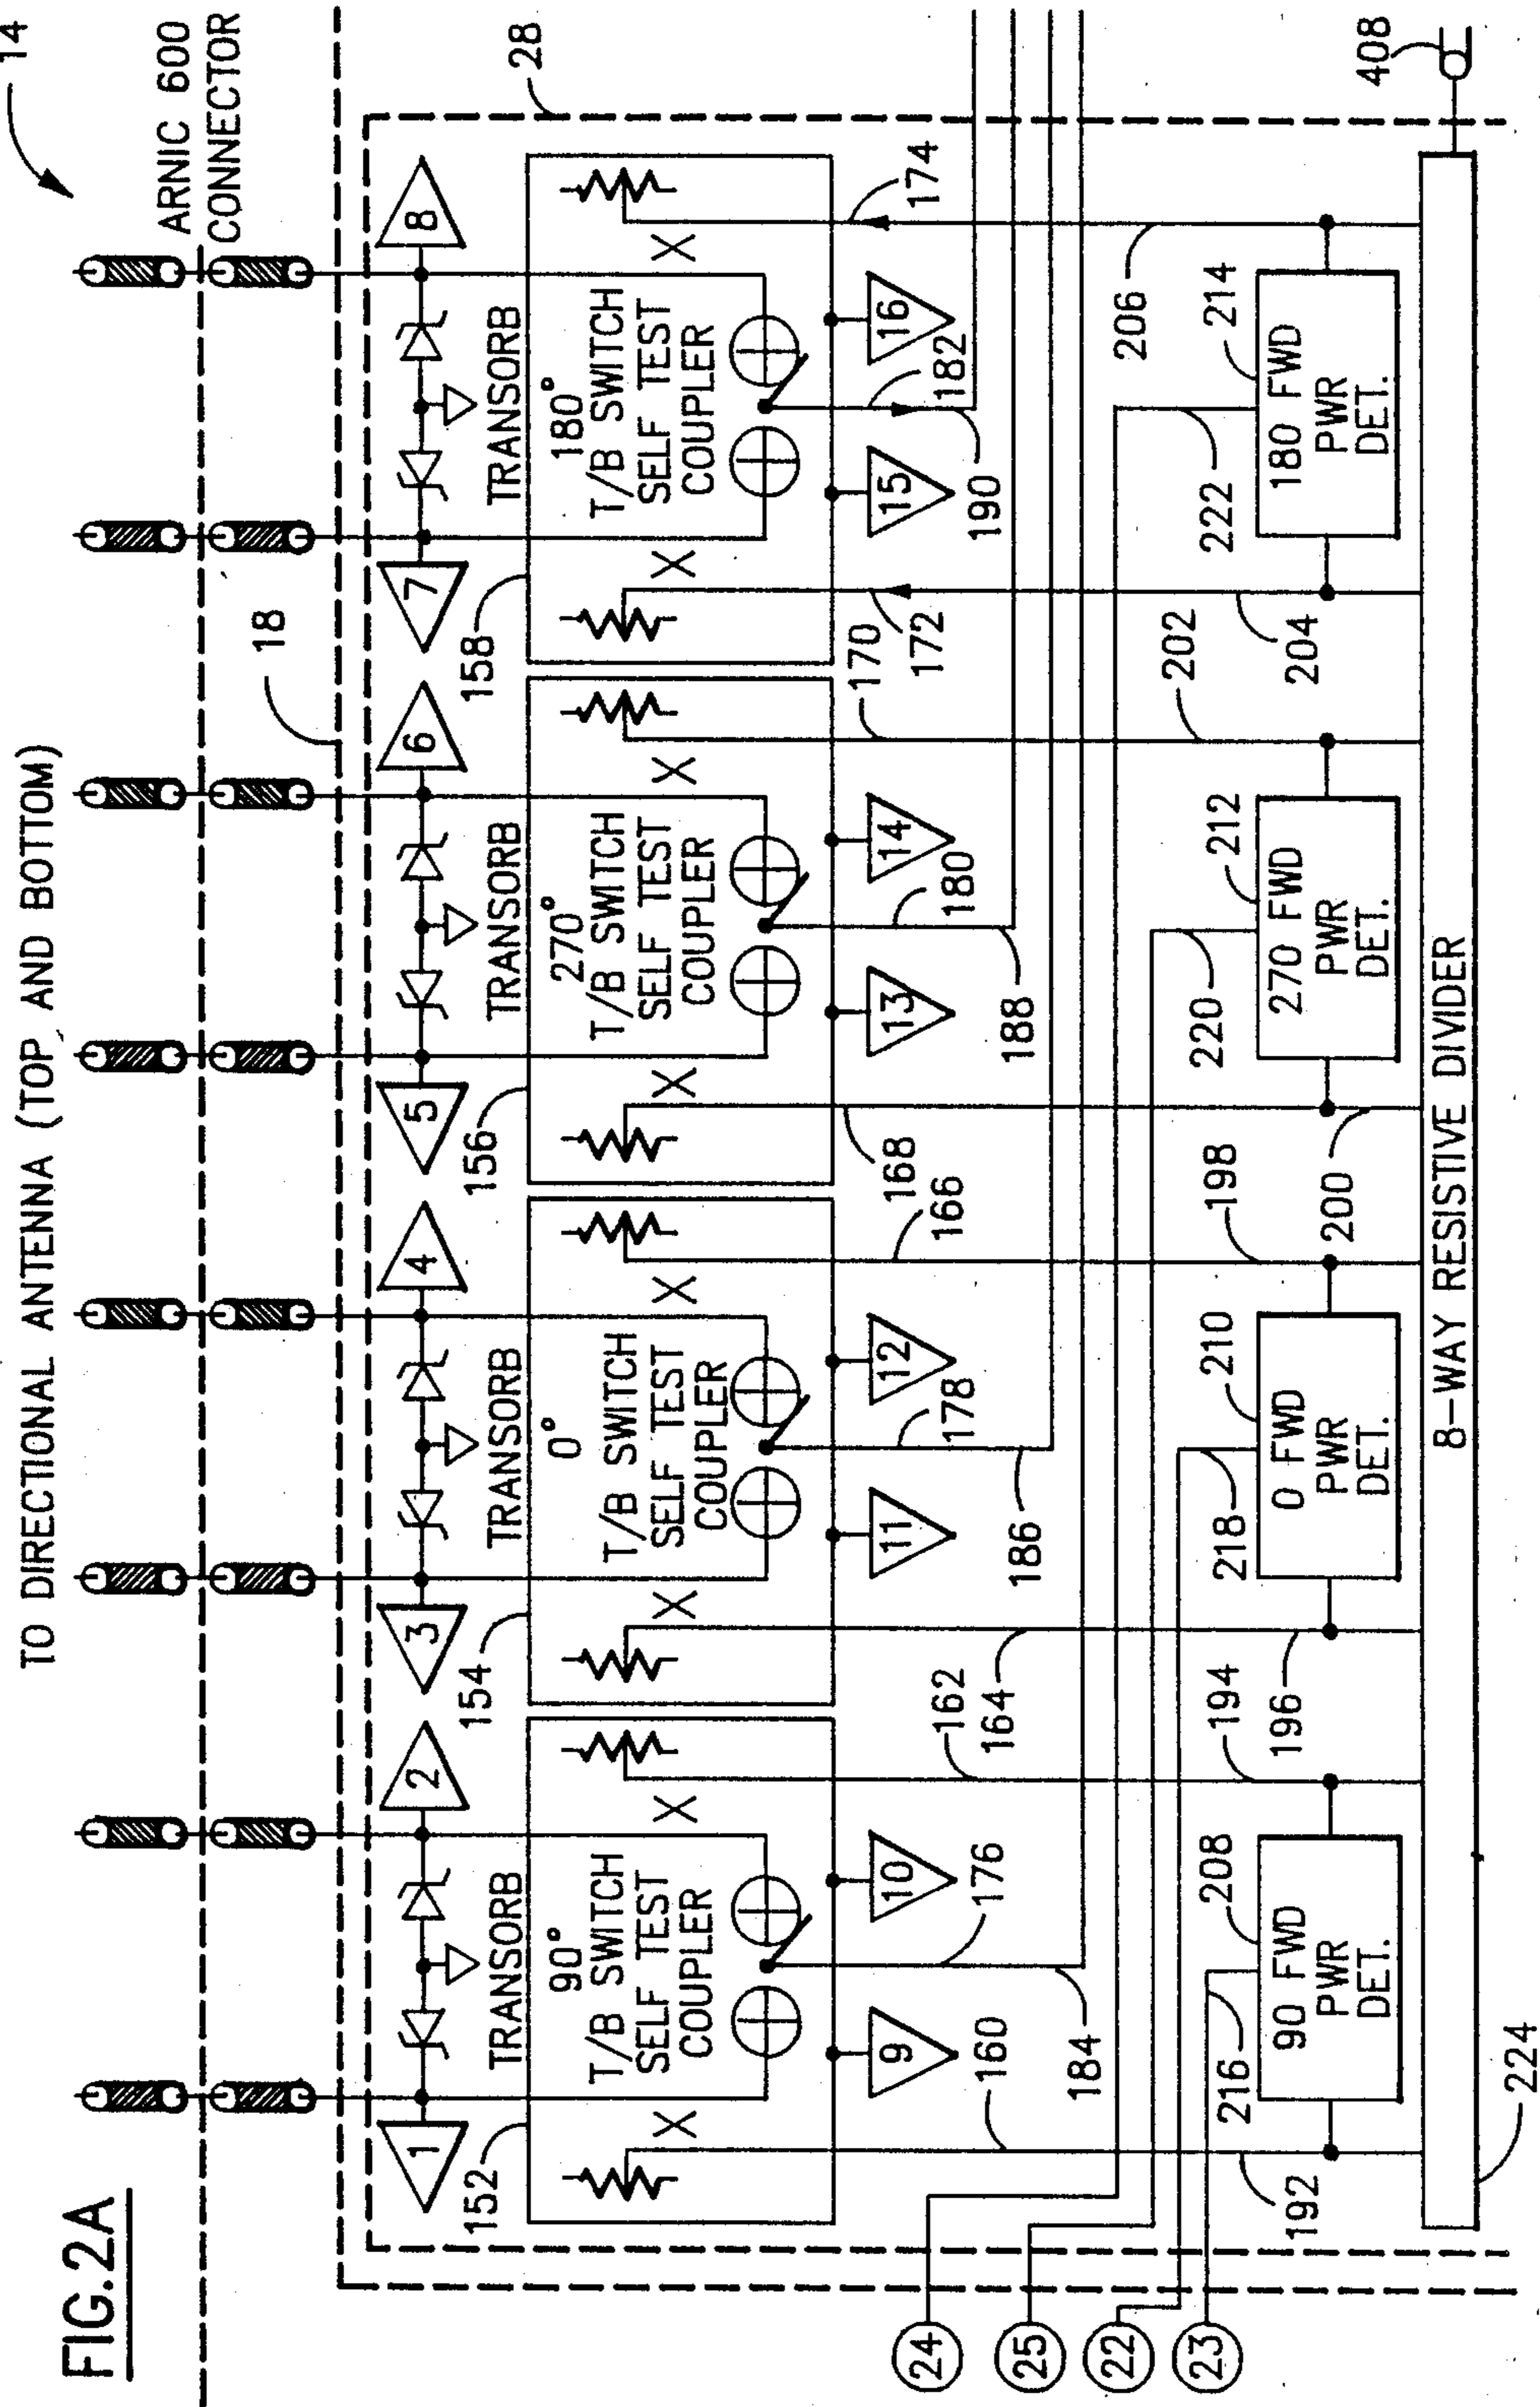 FIG.2A
TO DIRECTIONAL ANTENNA (TOP AND BOTTOM)
14
ARNIC 600
CONNECTOR
18
28
1
2
3
4
5
6
7
8
TRANSORB
TRANSORB
TRANSORB
TRANSORB
152
154
156
158
90°
T/B SWITCH
SELF TEST
COUPLER
0°
T/B SWITCH
SELF TEST
COUPLER
270°
T/B SWITCH
SELF TEST
COUPLER
180°
T/B SWITCH
SELF TEST
COUPLER
X
X
X
X
X
X
X
X
9
10
11
12
13
14
15
16
160
176
162
164
178
166
168
180
170
172
182
174
184
186
188
190
24
25
22
23
216
208
194
196
218
210
198
200
220
212
202
204
222
214
206
192
90 FWD
PWR
DET.
0 FWD
PWR
DET.
270 FWD
PWR
DET.
180 FWD
PWR
DET.
408
8-WAY RESISTIVE DIVIDER
224